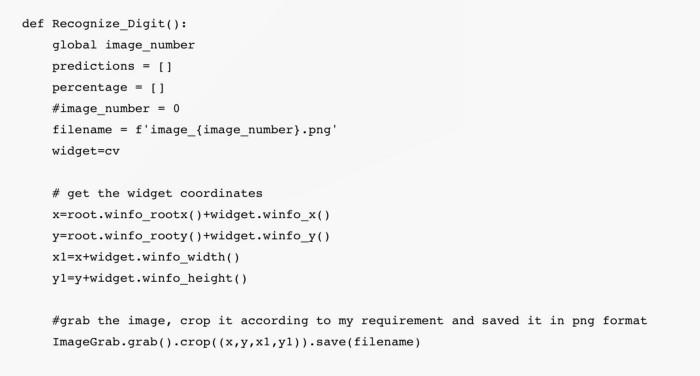 def Recognize_Digit():
    global image_number
    predictions = []
    percentage = []
    #image_number = 0
    filename = f'image_{image_number}.png'
    widget=cv

    # get the widget coordinates
    x=root.winfo_rootx()+widget.winfo_x()
    y=root.winfo_rooty()+widget.winfo_y()
    x1=x+widget.winfo_width()
    y1=y+widget.winfo_height()

    #grab the image, crop it according to my requirement and saved it in png format
    ImageGrab.grab().crop((x,y,x1,y1)).save(filename)